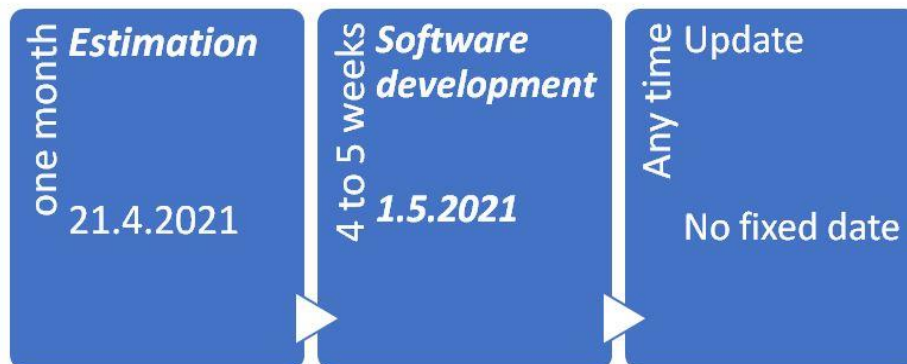 one month
Estimation
21.4.2021
4 to 5 weeks
Software
development
1.5.2021
Any time
Update
No fixed date